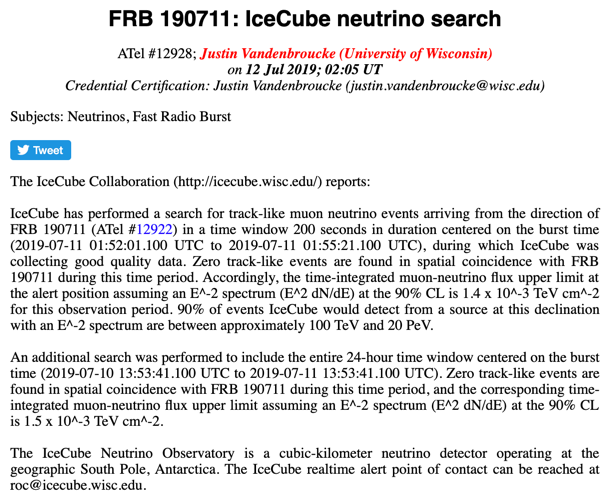 FRB 190711: IceCube neutrino search
ATel #12928; Justin Vandenbroucke (University of Wisconsin)
on 12 Jul 2019; 02:05 UT
Credential Certification: Justin Vandenbroucke (justin.vandenbroucke@wisc.edu)
Subjects: Neutrinos, Fast Radio Burst
Tweet
The IceCube Collaboration (http://icecube.wisc.edu/) reports:
IceCube has performed a search for track-like muon neutrino events arriving from the direction of
FRB 190711 (ATel #12922) in a time window 200 seconds in duration centered on the burst time
(2019-07-11 01:52:01.100 UTC to 2019-07-11 01:55:21.100 UTC), during which IceCube was
collecting good quality data. Zero track-like events are found in spatial coincidence with FRB
190711 during this time period. Accordingly, the time-integrated muon-neutrino flux upper limit at
the alert position assuming an E^-2 spectrum (E^2 dN/dE) at the 90% CL is 1.4 x 10^-3 TeV cm^-2
for this observation period. 90% of events IceCube would detect from a source at this declination
with an E^-2 spectrum are between approximately 100 TeV and 20 PeV.
An additional search was performed to include the entire 24-hour time window centered on the burst
time (2019-07-10 13:53:41.100 UTC to 2019-07-11 13:53:41.100 UTC). Zero track-like events are
found in spatial coincidence with FRB 190711 during this time period, and the corresponding time-
integrated muon-neutrino flux upper limit assuming an E^-2 spectrum (E^2 dN/dE) at the 90% CL
is 1.5 x 10^-3 TeV cm^-2.
The IceCube Neutrino Observatory is a cubic-kilometer neutrino detector operating at the
geographic South Pole, Antarctica. The IceCube realtime alert point of contact can be reached at
roc@icecube.wisc.edu.